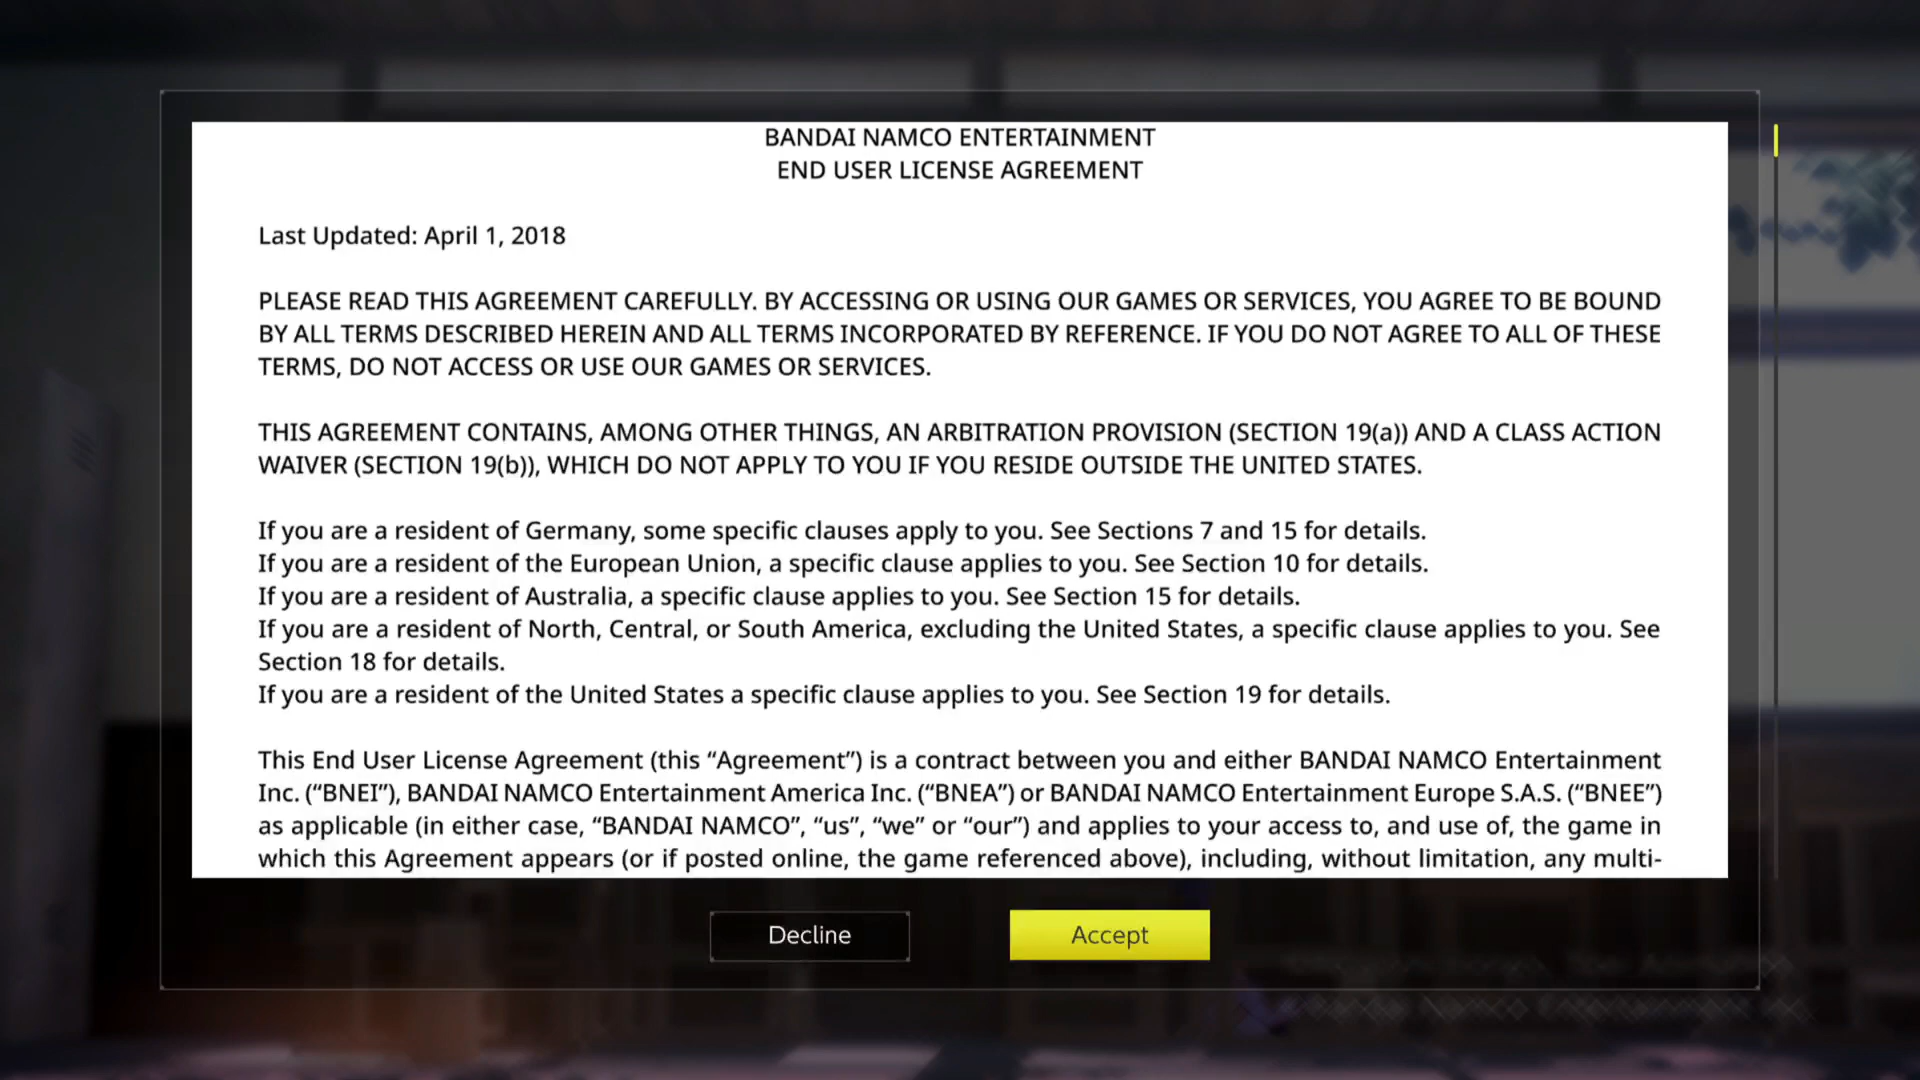 BANDAI NAMCO ENTERTAINMENT
END USER LICENSE AGREEMENT
Last Updated: April 1, 2018
PLEASE READ THIS AGREEMENT CAREFULLY. BY ACCESSING OR USING OUR GAMES OR SERVICES, YOU AGREE TO BE BOUND
BY ALL TERMS DESCRIBED HEREIN AND ALL TERMS INCORPORATED BY REFERENCE. IF YOU DO NOT AGREE TO ALL OF THESE
TERMS, DO NOT ACCESS OR USE OUR GAMES OR SERVICES.
THIS AGREEMENT CONTAINS, AMONG OTHER THINGS, AN ARBITRATION PROVISION (SECTION 19(a)) AND A CLASS ACTION
WAIVER (SECTION 19(b)), WHICH DO NOT APPLY TO YOU IF YOU RESIDE OUTSIDE THE UNITED STATES.
If you are a resident of Germany, some specific clauses apply to you. See Sections 7 and 15 for details.
If you are a resident of the European Union, a specific clause applies to you. See Section 10 for details.
If you are a resident of Australia, a specific clause applies to you. See Section 15 for details.
If you are a resident of North, Central, or South America, excluding the United States, a specific clause applies to you. See
Section 18 for details.
If you are a resident of the United States a specific clause applies to you. See Section 19 for details.
This End User License Agreement (this “Agreement”) is a contract between you and either BANDAI NAMCO Entertainment
Inc. (“BNEI”), BANDAI NAMCO Entertainment America Inc. (“BNEA”) or BANDAI NAMCO Entertainment Europe S.A.S. (“BNEE”)
as applicable (in either case, “BANDAI NAMCO”, “us”, “we” or “our”) and applies to your access to, and use of, the game in
which this Agreement appears (or if posted online, the game referenced above), including, without limitation, any multi-
Decline
Accept